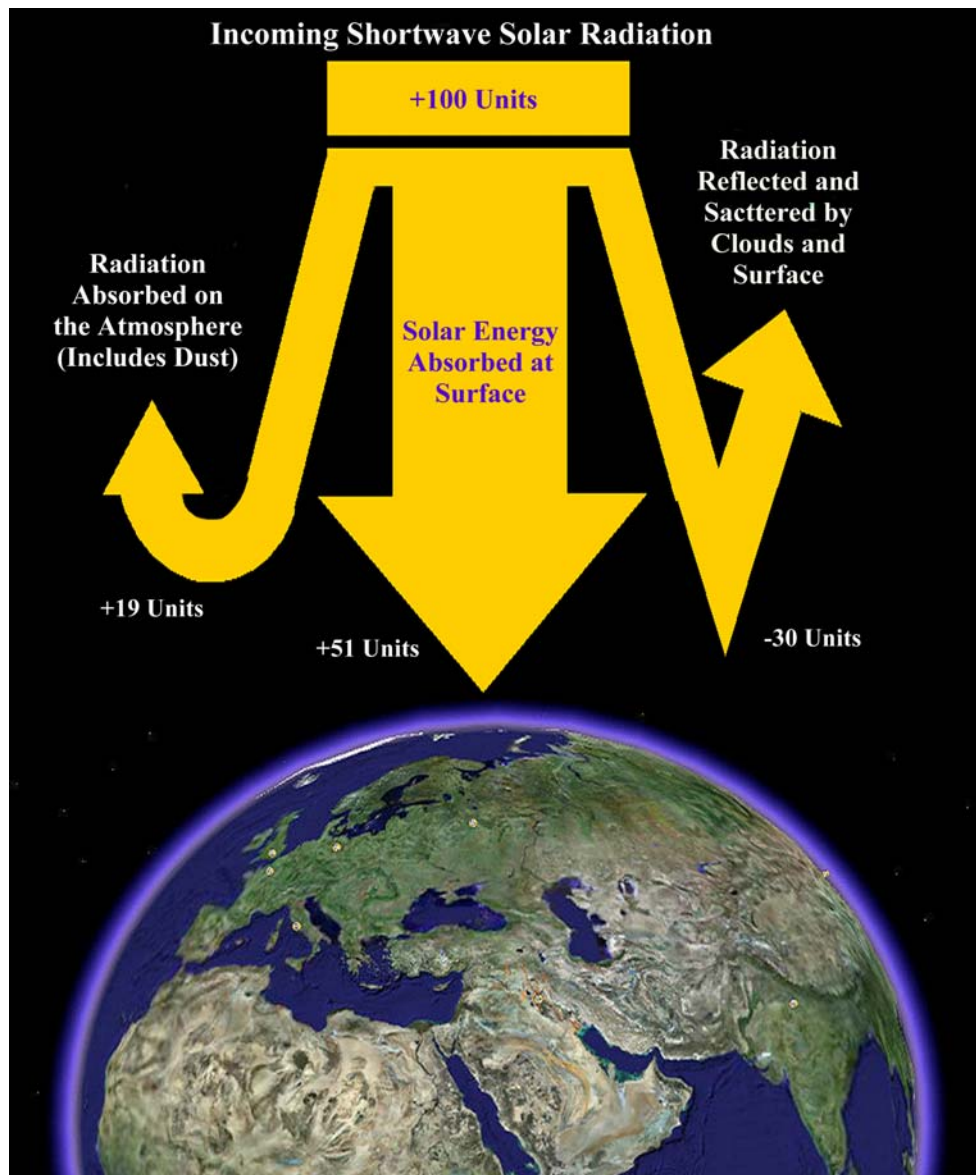 Incoming Shortwave Solar Radiation
+100 Units
Radiation
Reflected and
Sacttered by
Clouds and
Surface
Radiation
Absorbed on
the Atmosphere
(Includes Dust)
Solar Energy
Absorbed at
Surface
+19 Units
+51 Units
-30 Units